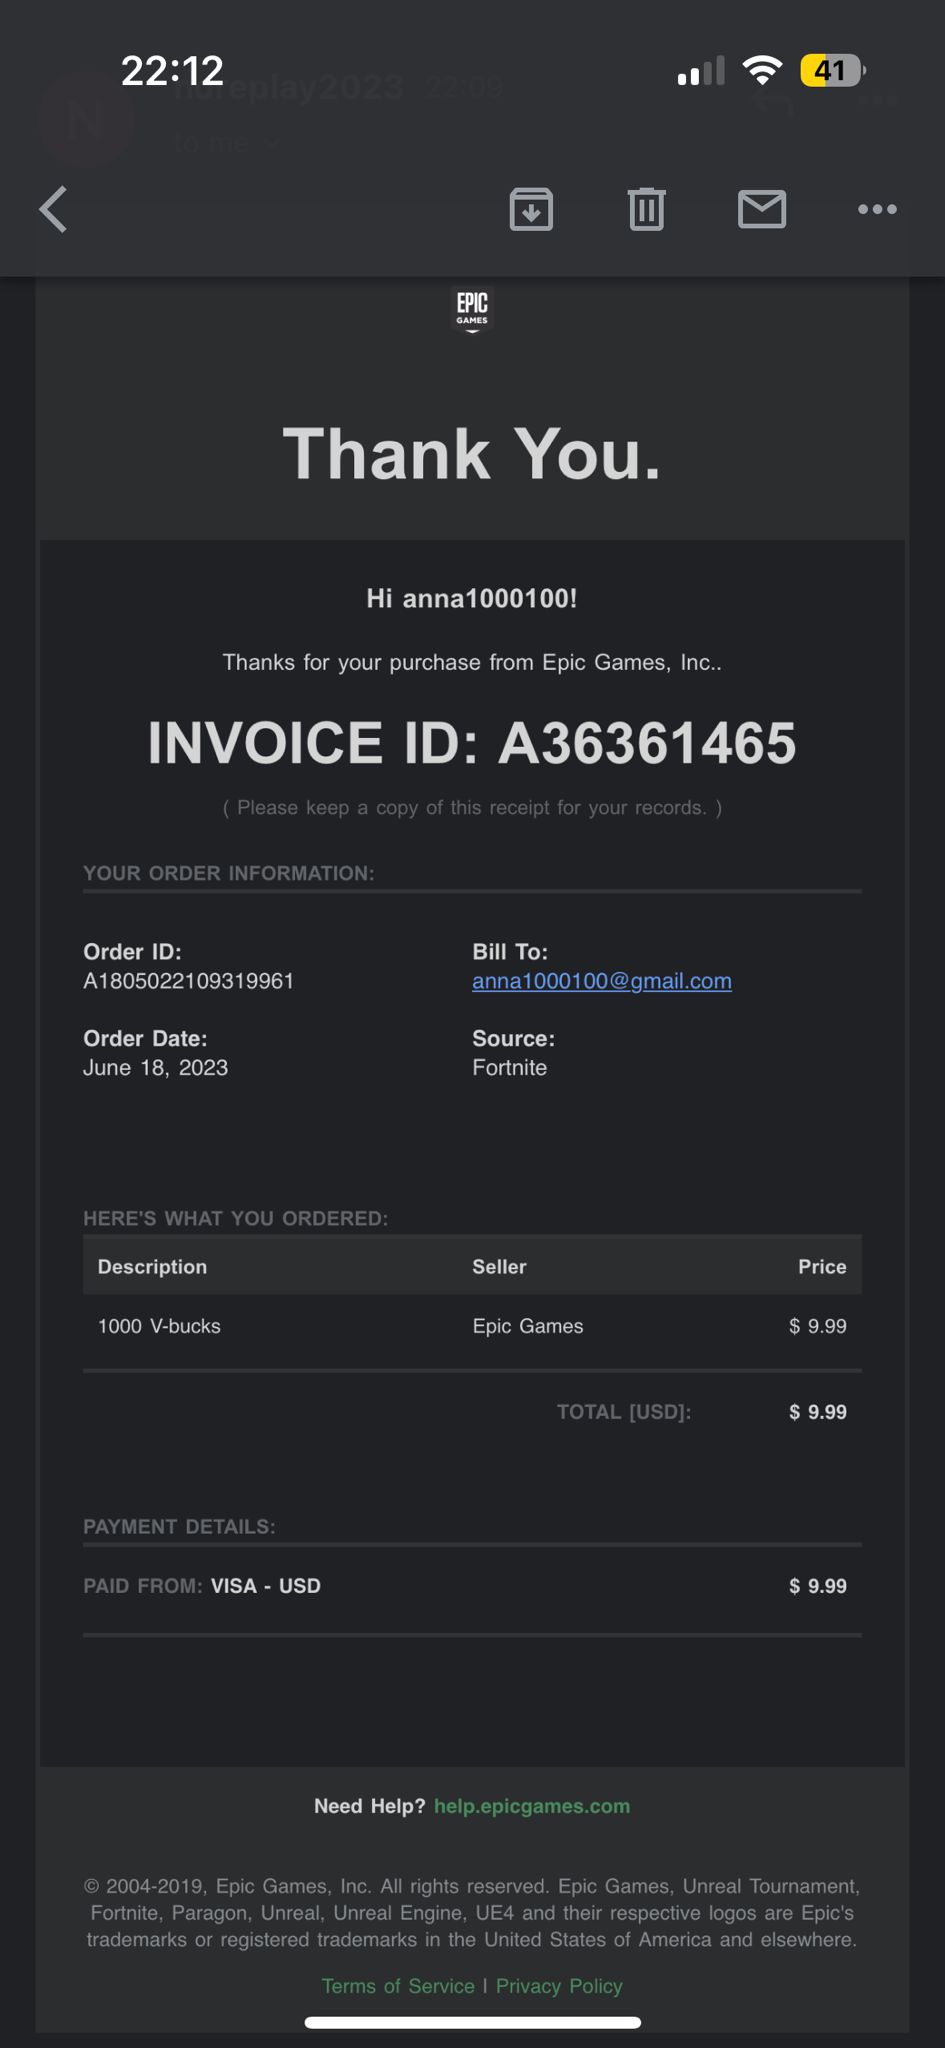 22:12
41
noreplay2023 22:09
N
to me
EPIC
GAMES
Thank You.
Hi anna1000100!
Thanks for your purchase from Epic Games, Inc..
INVOICE ID: A36361465
( Please keep a copy of this receipt for your records. )
YOUR ORDER INFORMATION:
Order ID:
A1805022109319961
Bill To:
anna1000100@gmail.com
Order Date:
June 18, 2023
Source:
Fortnite
HERE'S WHAT YOU ORDERED:
Description Seller Price
1000 V-bucks Epic Games $ 9.99
TOTAL [USD]: $ 9.99
PAYMENT DETAILS:
PAID FROM: VISA - USD $ 9.99
Need Help? help.epicgames.com
© 2004-2019, Epic Games, Inc. All rights reserved. Epic Games, Unreal Tournament,
Fortnite, Paragon, Unreal, Unreal Engine, UE4 and their respective logos are Epic's
trademarks or registered trademarks in the United States of America and elsewhere.
Terms of Service | Privacy Policy